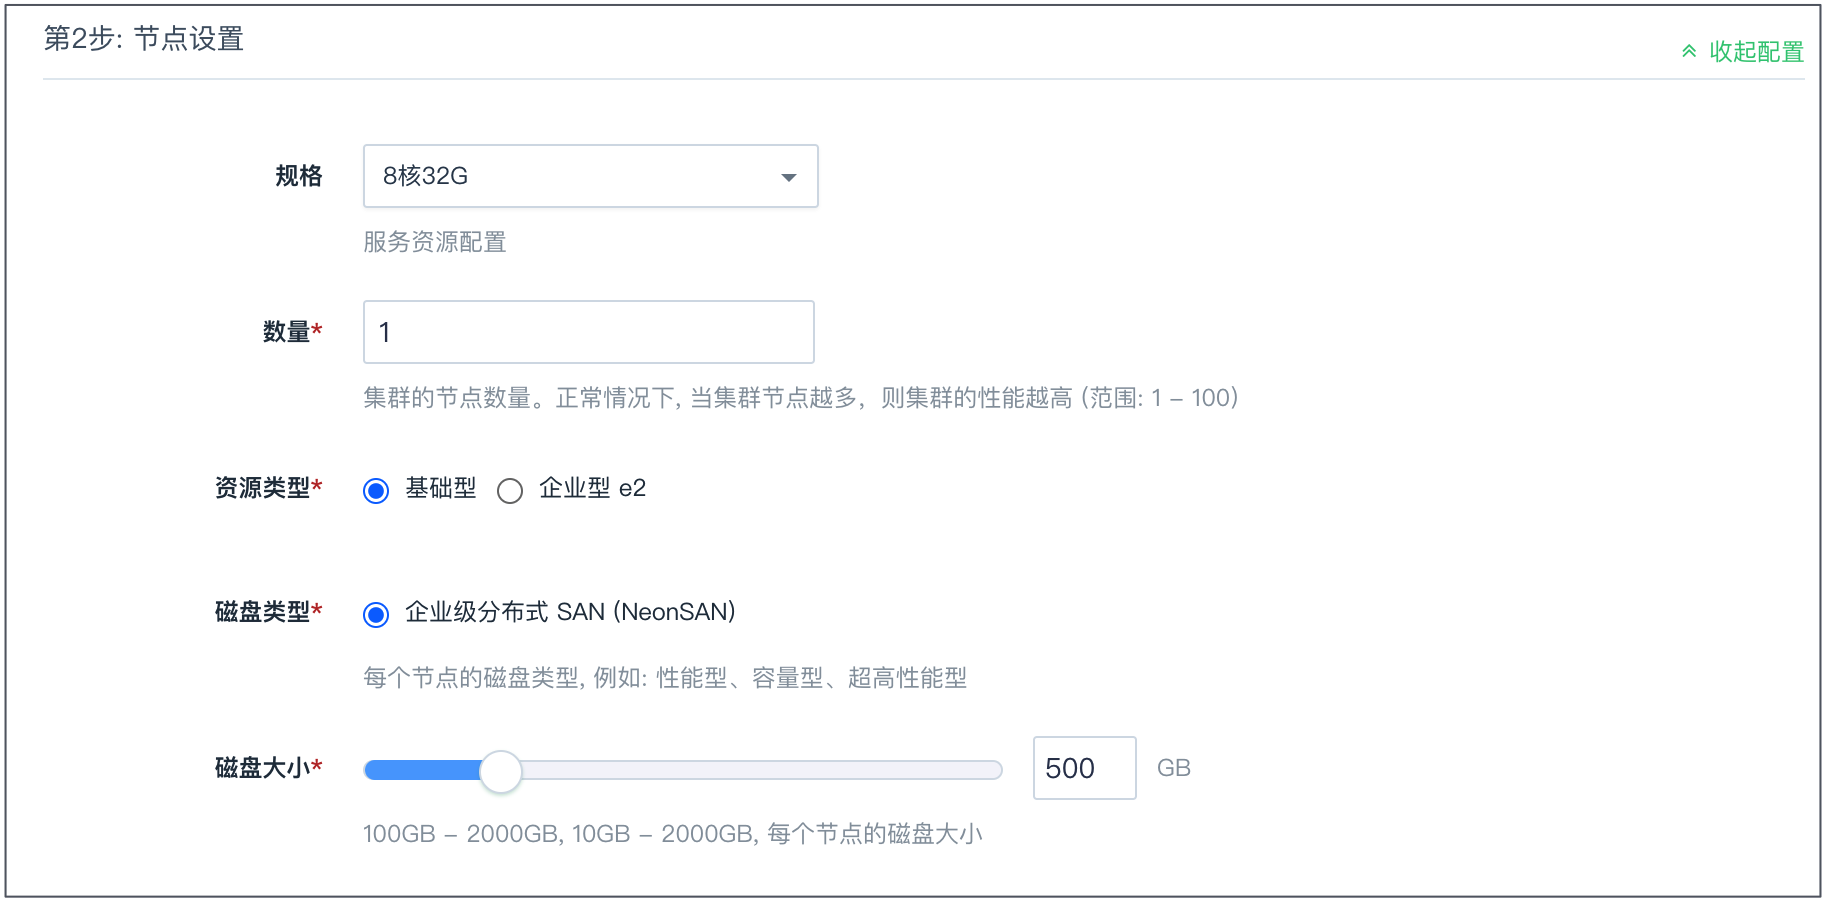 第2步: 节点设置
收起配置
规格
8核32G
服务资源配置
数量*
1
集群的节点数量。正常情况下, 当集群节点越多，则集群的性能越高 (范围: 1 – 100)
资源类型*
基础型 企业型 e2
磁盘类型*
企业级分布式 SAN (NeonSAN)
每个节点的磁盘类型, 例如: 性能型、容量型、超高性能型
磁盘大小*
500 GB
100GB – 2000GB, 10GB – 2000GB, 每个节点的磁盘大小